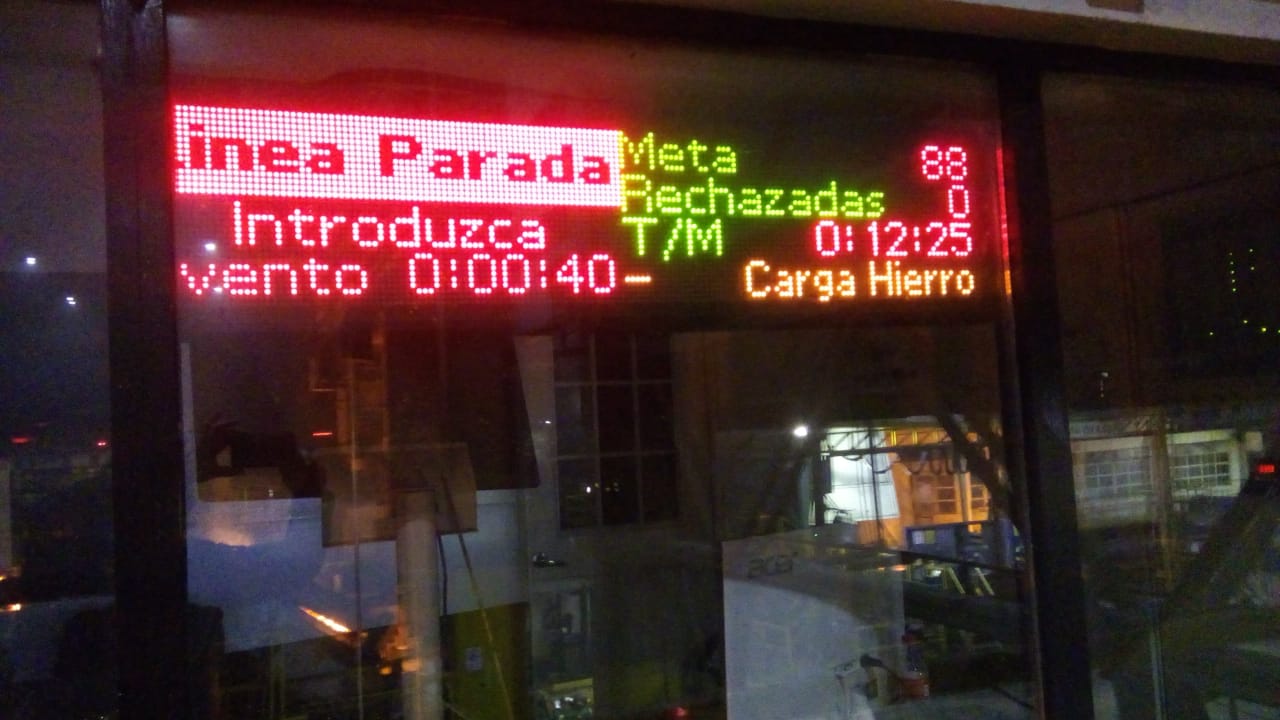 ínea Parada
Introduzca
vento 0:00:40
Meta 88
Rechazadas 0
T/M 0:12:25
- Carga Hierro